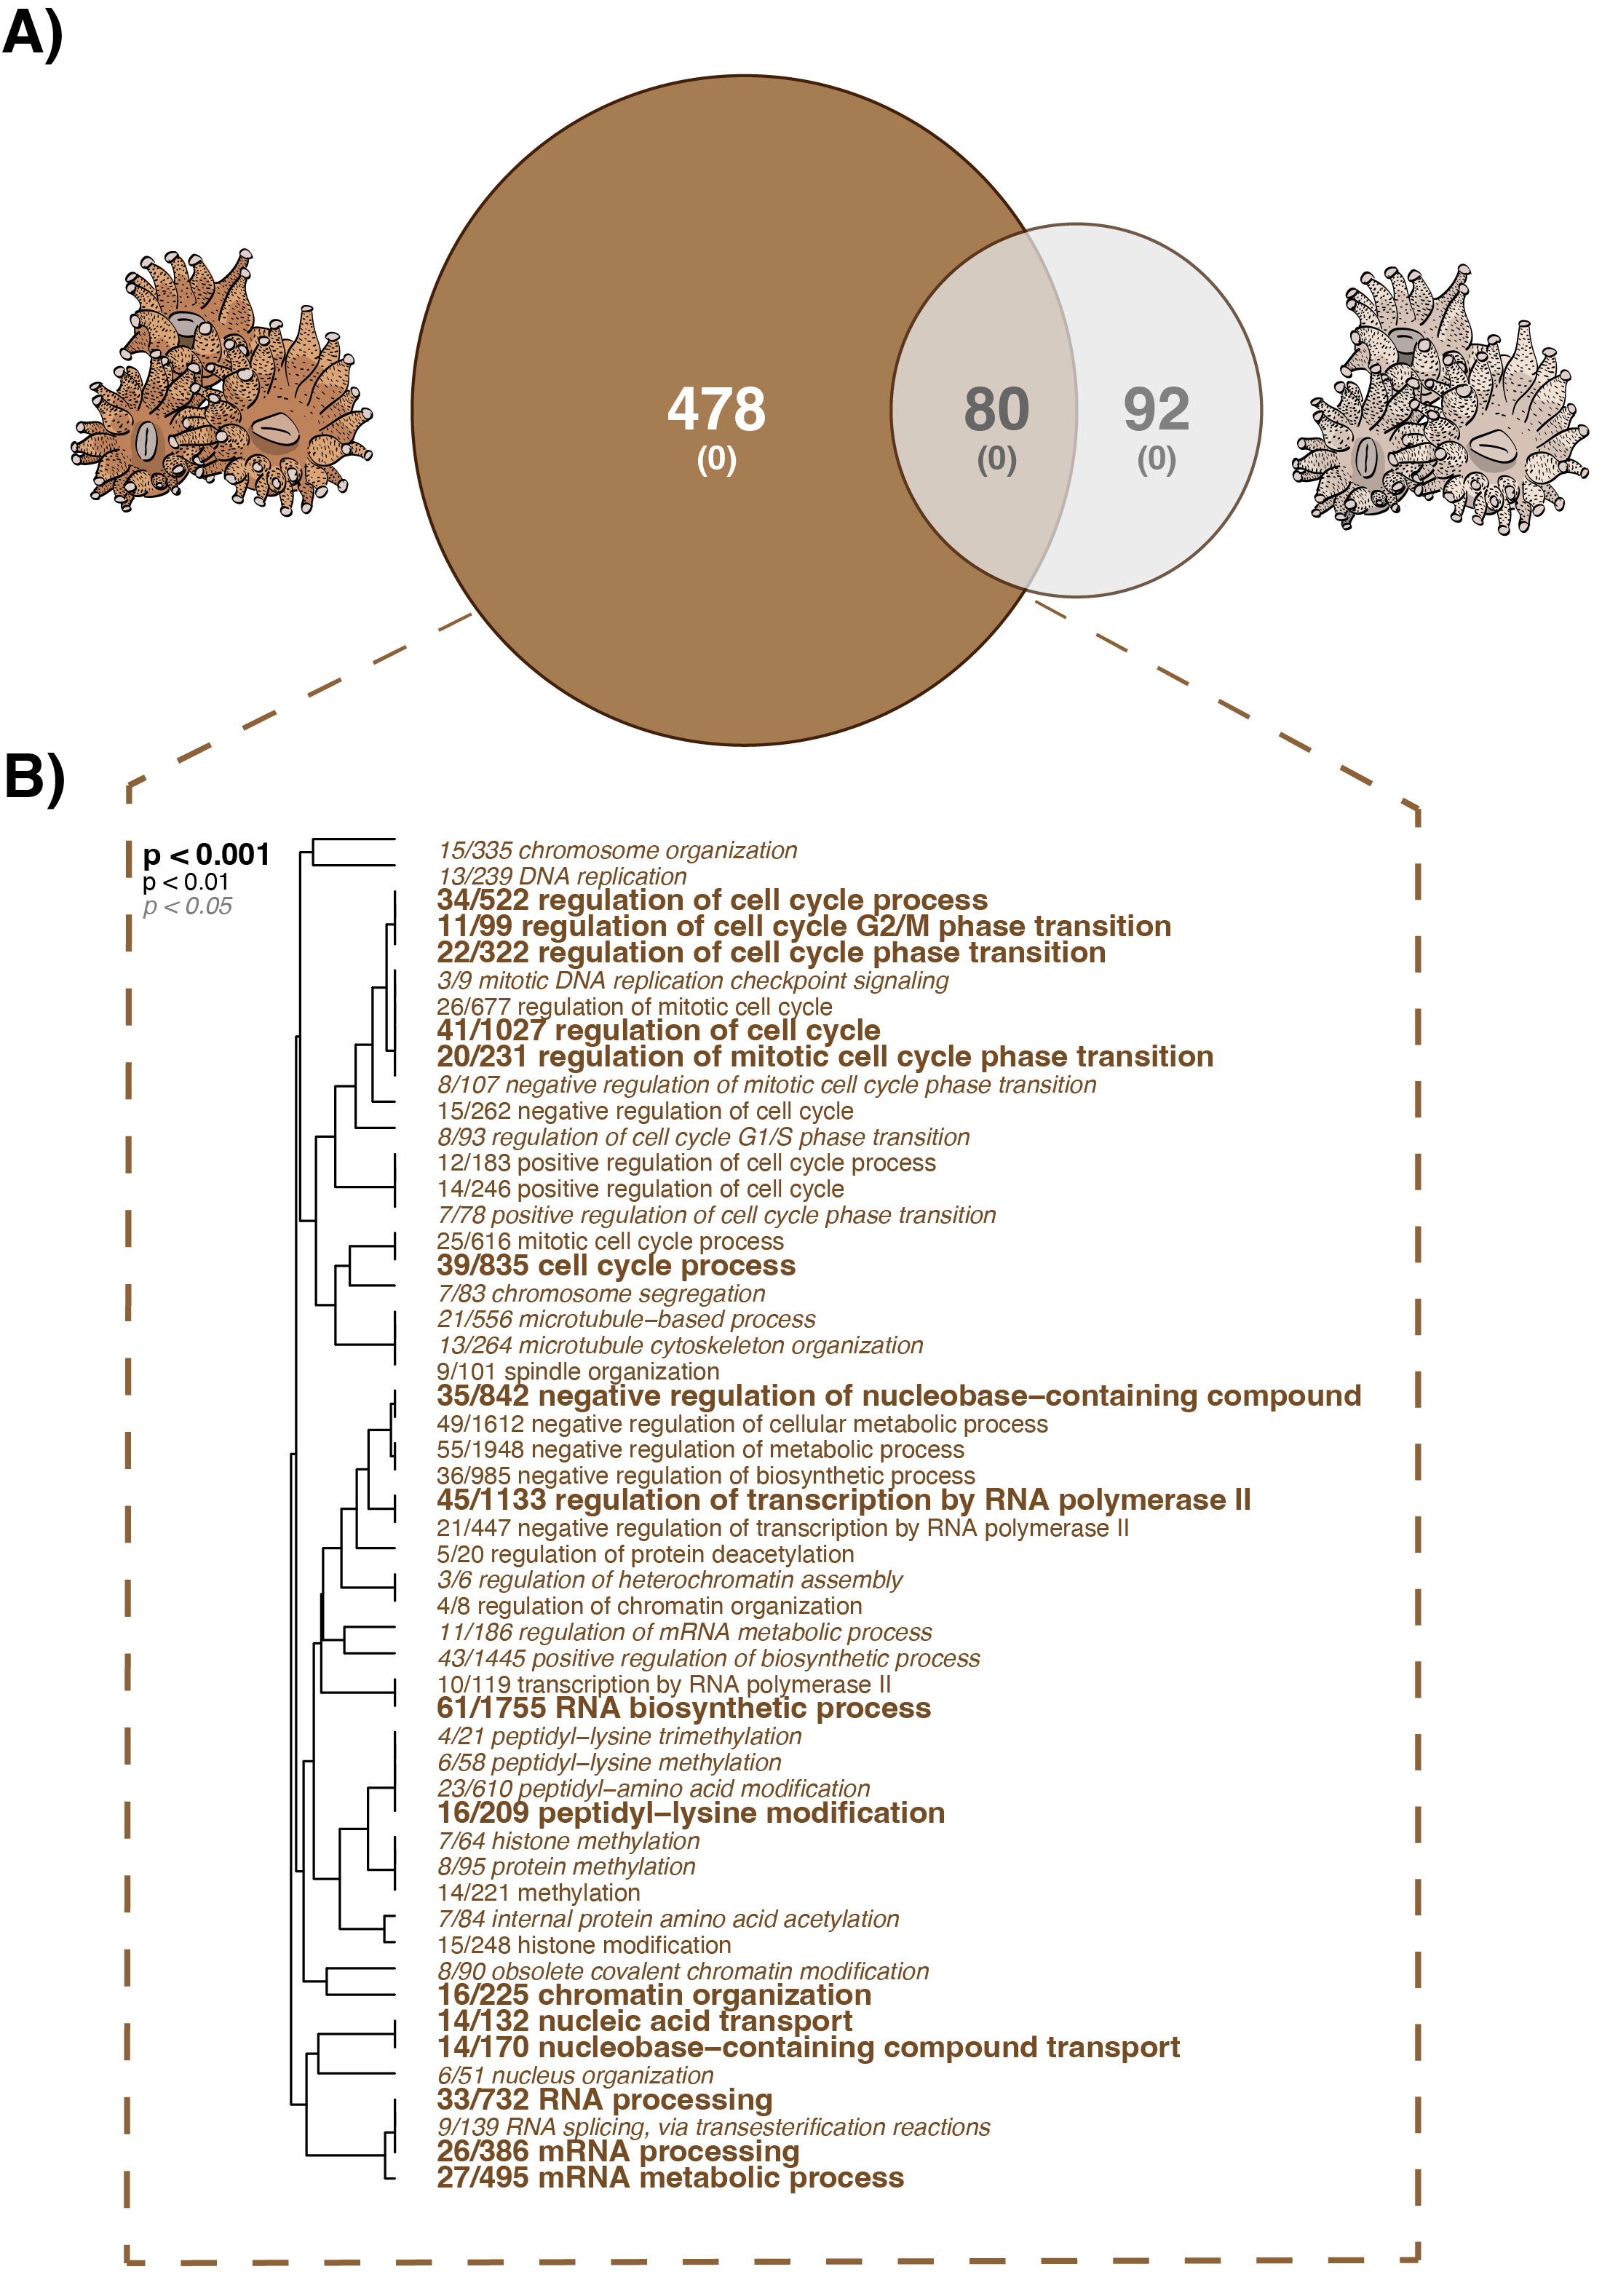 A)
478
(0)
80
(0)
92
(0)
B)
p < 0.001
p < 0.01
p < 0.05
15/335 chromosome organization
13/239 DNA replication
34/522 regulation of cell cycle process
11/99 regulation of cell cycle G2/M phase transition
22/322 regulation of cell cycle phase transition
3/9 mitotic DNA replication checkpoint signaling
26/677 regulation of mitotic cell cycle
41/1027 regulation of cell cycle
20/231 regulation of mitotic cell cycle phase transition
8/107 negative regulation of mitotic cell cycle phase transition
15/262 negative regulation of cell cycle
8/93 regulation of cell cycle G1/S phase transition
12/183 positive regulation of cell cycle process
14/246 positive regulation of cell cycle
7/78 positive regulation of cell cycle phase transition
25/616 mitotic cell cycle process
39/835 cell cycle process
7/83 chromosome segregation
21/556 microtubule−based process
13/264 microtubule cytoskeleton organization
9/101 spindle organization
35/842 negative regulation of nucleobase−containing compound
49/1612 negative regulation of cellular metabolic process
55/1948 negative regulation of metabolic process
36/985 negative regulation of biosynthetic process
45/1133 regulation of transcription by RNA polymerase II
21/447 negative regulation of transcription by RNA polymerase II
5/20 regulation of protein deacetylation
3/6 regulation of heterochromatin assembly
4/8 regulation of chromatin organization
11/186 regulation of mRNA metabolic process
43/1445 positive regulation of biosynthetic process
10/119 transcription by RNA polymerase II
61/1755 RNA biosynthetic process
4/21 peptidyl−lysine trimethylation
6/58 peptidyl−lysine methylation
23/610 peptidyl−amino acid modification
16/209 peptidyl−lysine modification
7/64 histone methylation
8/95 protein methylation
14/221 methylation
7/84 internal protein amino acid acetylation
15/248 histone modification
8/90 obsolete covalent chromatin modification
16/225 chromatin organization
14/132 nucleic acid transport
14/170 nucleobase−containing compound transport
6/51 nucleus organization
33/732 RNA processing
9/139 RNA splicing, via transesterification reactions
26/386 mRNA processing
27/495 mRNA metabolic process